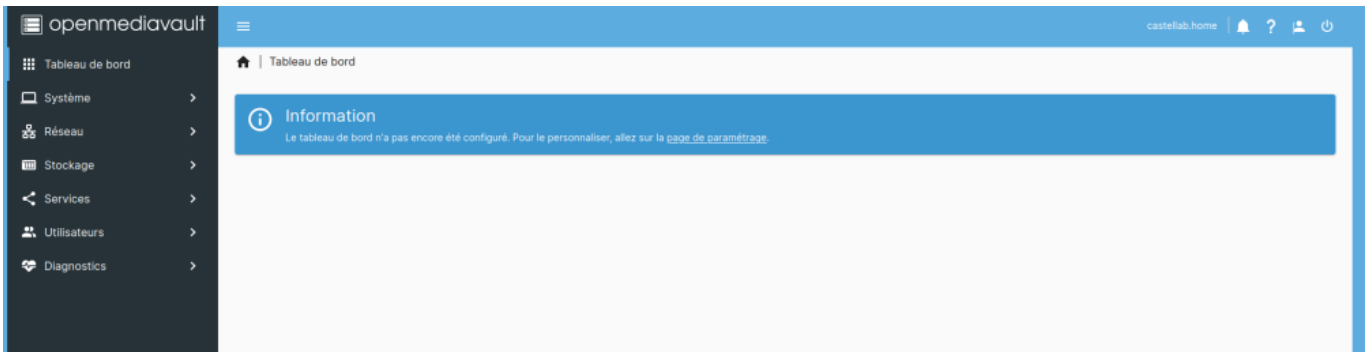 openmediavault
castellab.home
Tableau de bord
Système
Réseau
Stockage
Services
Utilisateurs
Diagnostics
Tableau de bord
Information
Le tableau de bord n'a pas encore été configuré. Pour le personnaliser, allez sur la page de paramétrage.